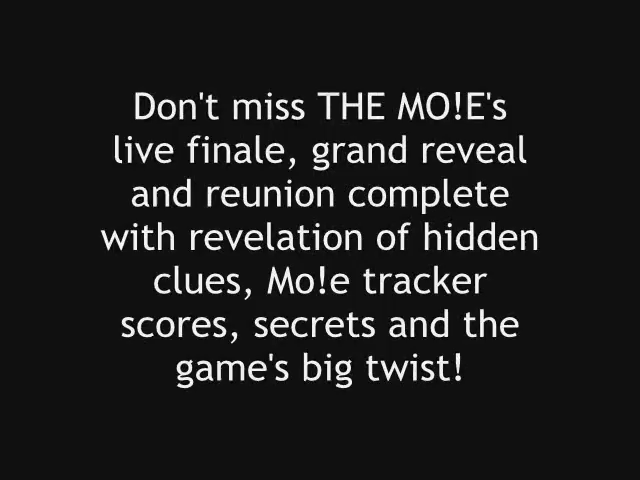 Don't miss THE MO!E's
live finale, grand reveal
and reunion complete
with revelation of hidden
clues, Mo!e tracker
scores, secrets and the
game's big twist!